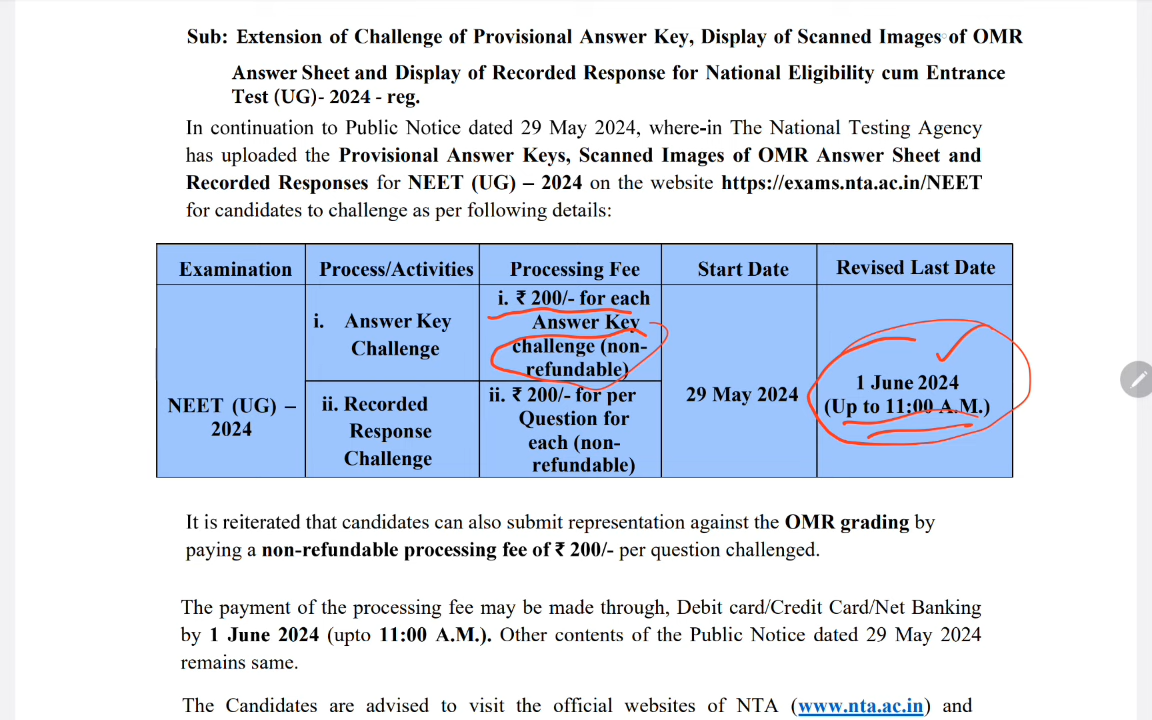 Sub: Extension of Challenge of Provisional Answer Key, Display of Scanned Images of OMR
Answer Sheet and Display of Recorded Response for National Eligibility cum Entrance
Test (UG)- 2024 - reg.
In continuation to Public Notice dated 29 May 2024, where-in The National Testing Agency
has uploaded the Provisional Answer Keys, Scanned Images of OMR Answer Sheet and
Recorded Responses for NEET (UG) – 2024 on the website https://exams.nta.ac.in/NEET
for candidates to challenge as per following details:
Examination Process/Activities Processing Fee Start Date Revised Last Date
NEET (UG) –
2024
i. Answer Key
Challenge
i. ₹ 200/- for each
Answer Key
challenge (non-
refundable)
ii. Recorded
Response
Challenge
ii. ₹ 200/- for per
Question for
each (non-
refundable)
29 May 2024
1 June 2024
(Up to 11:00 A.M.)
It is reiterated that candidates can also submit representation against the OMR grading by
paying a non-refundable processing fee of ₹ 200/- per question challenged.
The payment of the processing fee may be made through, Debit card/Credit Card/Net Banking
by 1 June 2024 (upto 11:00 A.M.). Other contents of the Public Notice dated 29 May 2024
remains same.
The Candidates are advised to visit the official websites of NTA (www.nta.ac.in) and